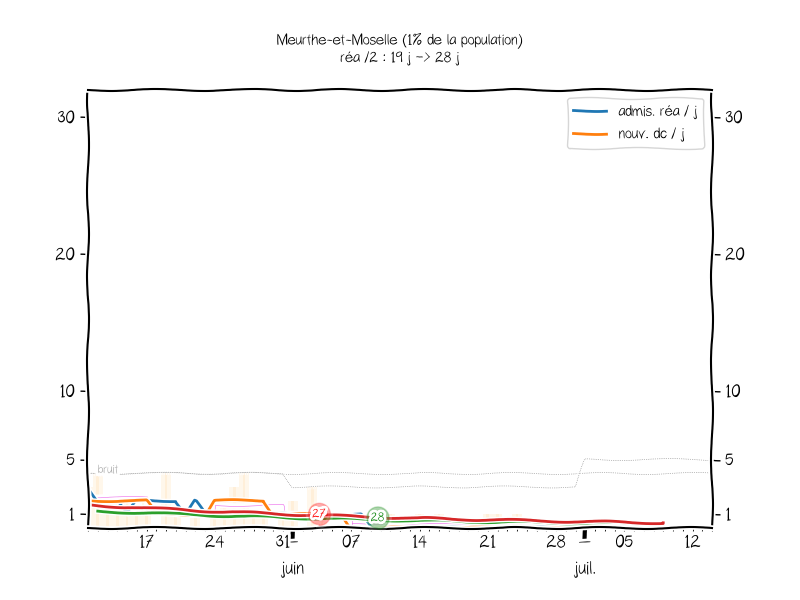 Meurthe-et-Moselle (1% de la population)
réa /2 : 19 j -> 28 j
admis. réa / j
nouv. dc / j
30 30
20 20
10 10
5 5
1 1
bruit
27 28
17 24 31 07 14 21 28 05 12
juin juil.